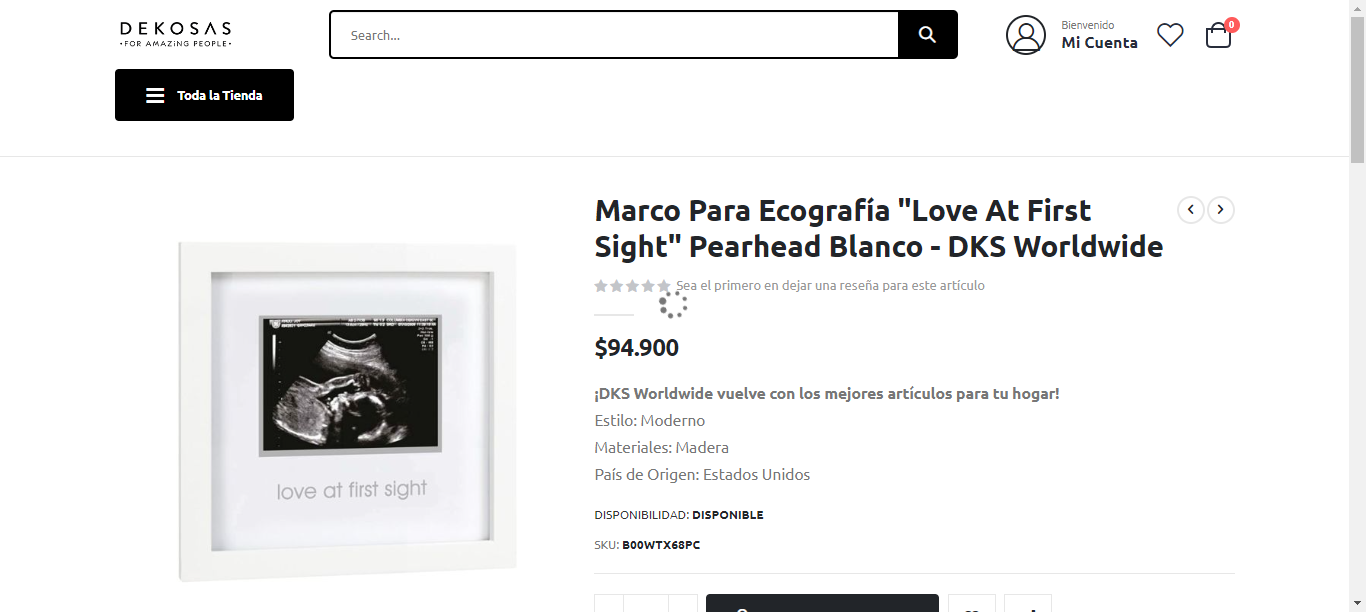 DEKOSAS
•FOR AMAZING PEOPLE•
Search...
Bienvenido
Mi Cuenta
0
Toda la Tienda
Marco Para Ecografía "Love At First
Sight" Pearhead Blanco - DKS Worldwide
Sea el primero en dejar una reseña para este artículo
$94.900
¡DKS Worldwide vuelve con los mejores artículos para tu hogar!
Estilo: Moderno
Materiales: Madera
País de Origen: Estados Unidos
DISPONIBILIDAD: DISPONIBLE
SKU: B00WTX68PC
love at first sight